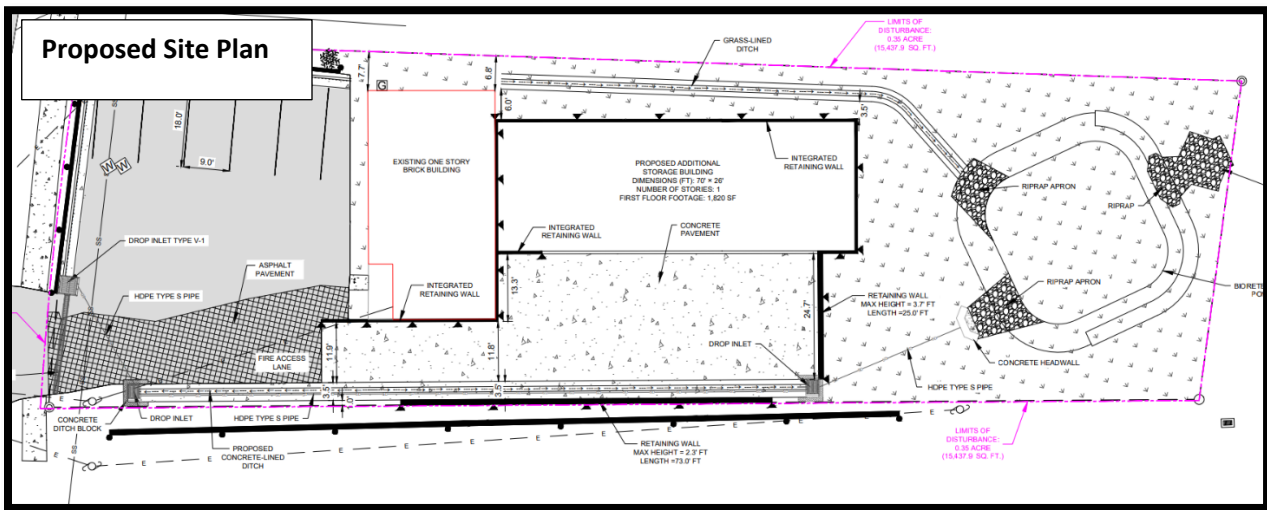 Proposed Site Plan
LIMITS OF
DISTURBANCE:
0.35 ACRE
(15,437.9 SQ. FT.)
GRASS-LINED
DITCH
7.7'
6.8'
G
6.0'
3.5'
18.0'
9.0'
W
W
EXISTING ONE STORY
BRICK BUILDING
PROPOSED ADDITIONAL
STORAGE BUILDING
DIMENSIONS (FT): 70' × 26'
NUMBER OF STORIES: 1
FIRST FLOOR FOOTAGE: 1,820 SF
INTEGRATED
RETAINING WALL
RIPRAP APRON
RIPRAP
SS
DROP INLET TYPE V-1
INTEGRATED
RETAINING WALL
CONCRETE
PAVEMENT
ASPHALT
PAVEMENT
HDPE TYPE S PIPE
INTEGRATED
RETAINING WALL
13.3'
24.7'
RETAINING WALL
MAX HEIGHT = 3.7' FT
LENGTH =25.0' FT
RIPRAP APRON
BIORETE
PO
FIRE ACCESS
LANE
11.9'
11.8'
DROP INLET
CONCRETE HEADWALL
HDPE TYPE S PIPE
3.5'
3.5'
CONCRETE
DITCH BLOCK
DROP INLET
HDPE TYPE S PIPE
SS
PROPOSED
CONCRETE-LINED
DITCH
E
E
E
E
E
E
E
E
E
RETAINING WALL
MAX HEIGHT = 2.3' FT
LENGTH =73.0' FT
LIMITS OF
DISTURBANCE:
0.35 ACRE
(15,437.9 SQ. FT.)